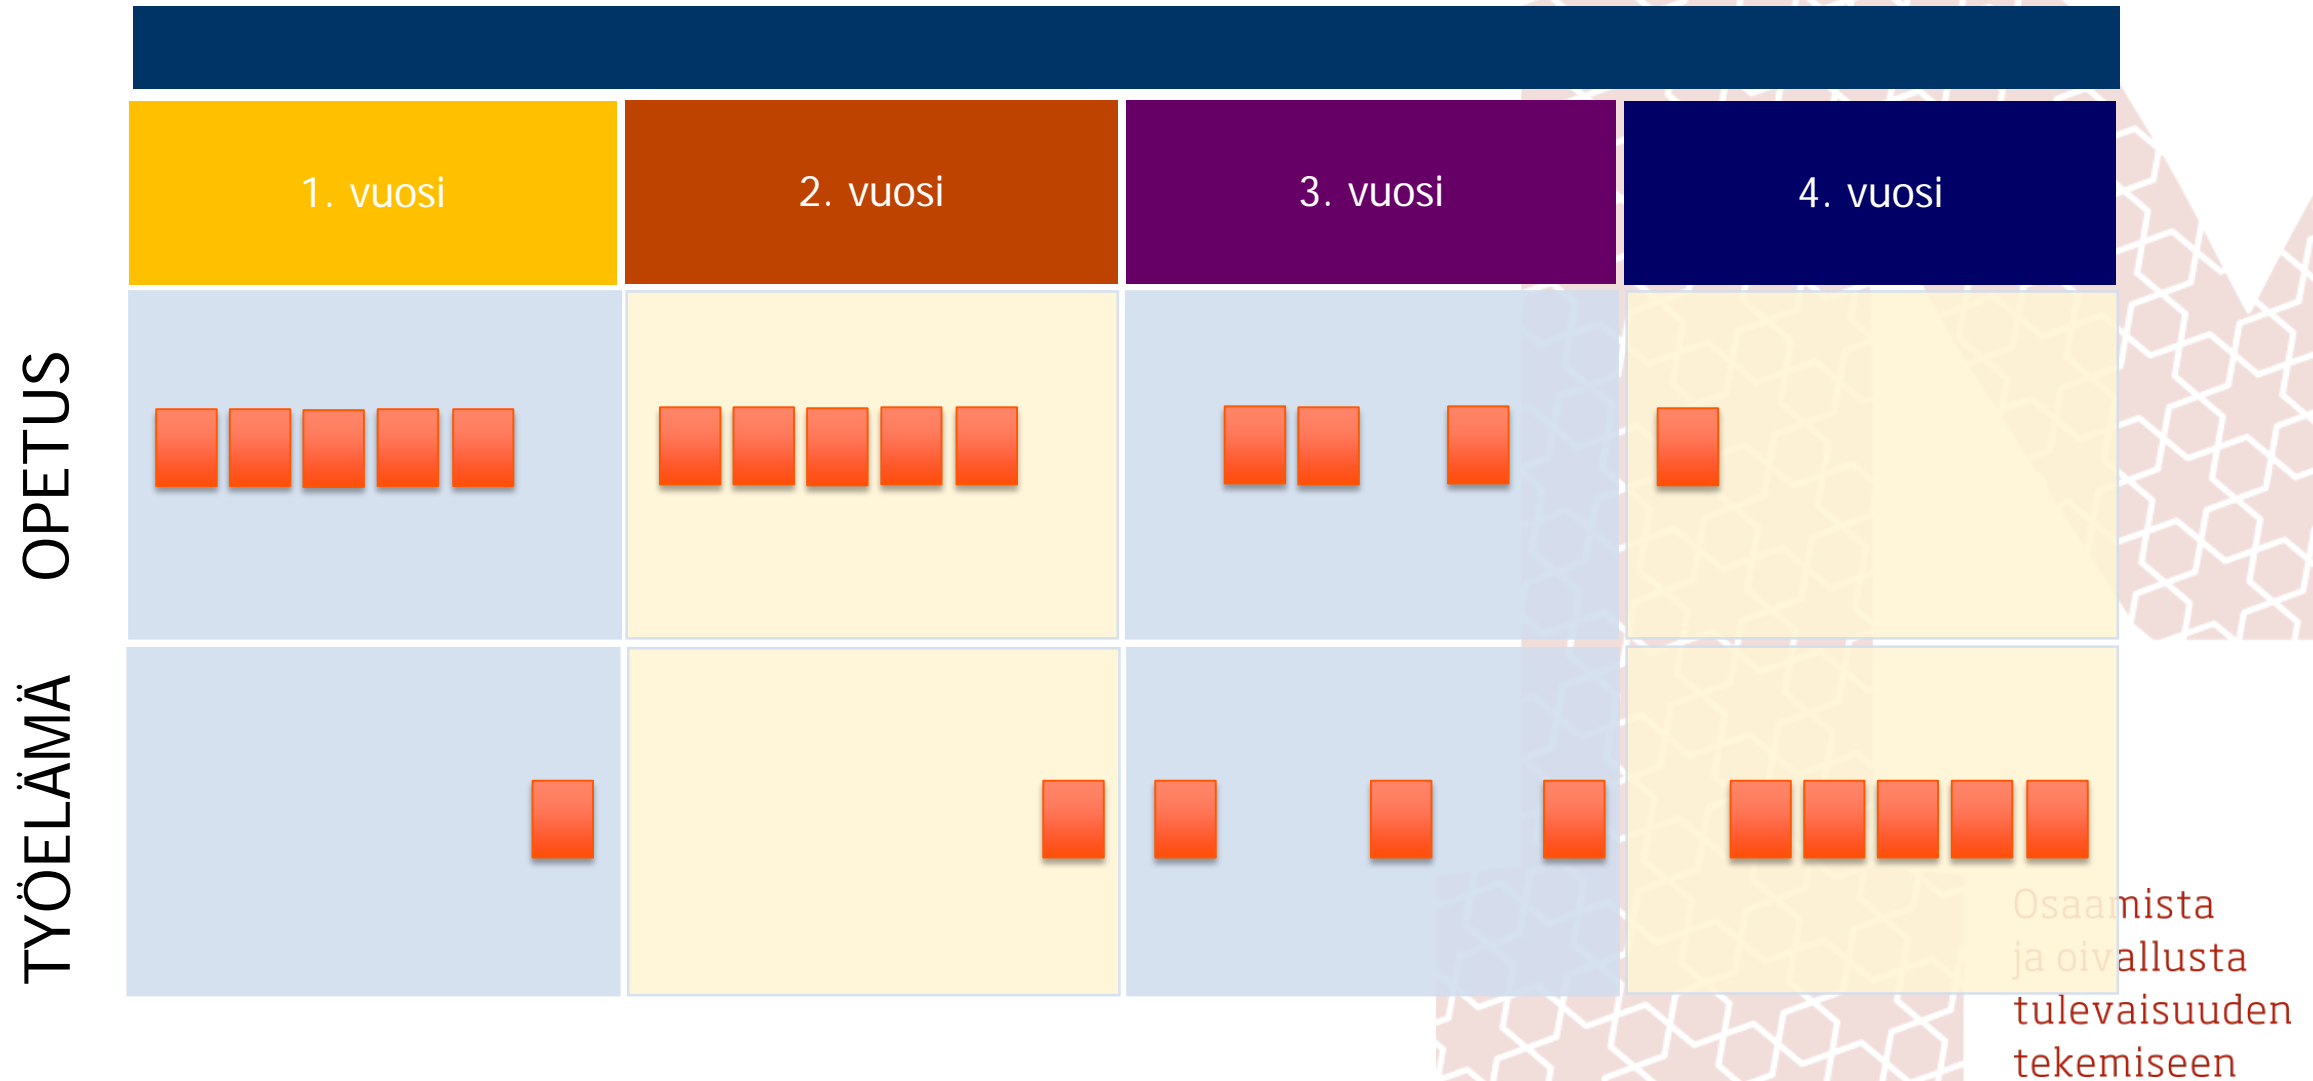 1. vuosi
2. vuosi
3. vuosi
4. vuosi
OPETUS
TYÖELÄMÄ
Osaamista
ja oivallusta
tulevaisuuden
tekemiseen